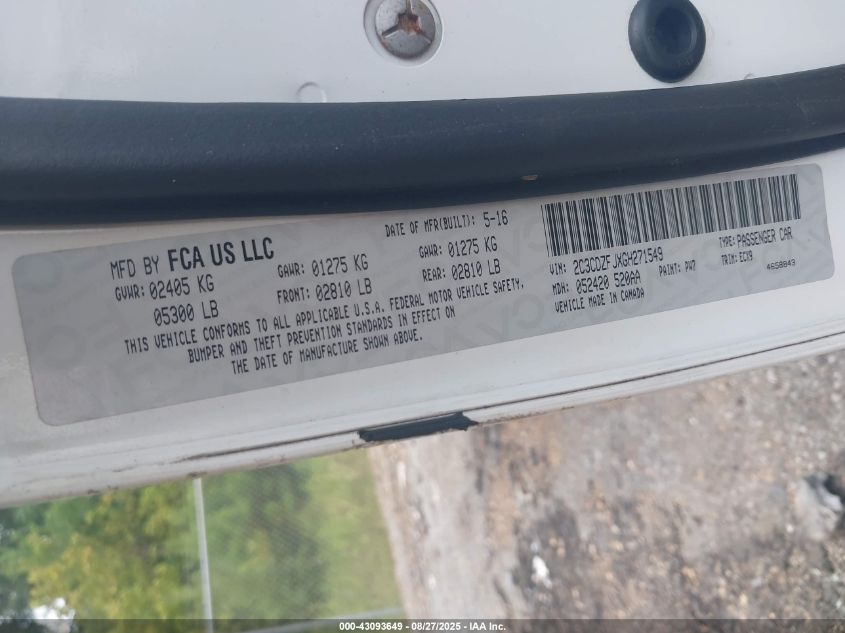 MFD BY FCA US LLC
DATE OF MFR(BUILT): 5-16
GVWR: 02405 KG
05300 LB
GAWR: 01275 KG
FRONT: 02810 LB
GAWR: 01275 KG
REAR: 02810 LB
THIS VEHICLE CONFORMS TO ALL APPLICABLE U.S.A. FEDERAL MOTOR VEHICLE SAFETY,
BUMPER AND THEFT PREVENTION STANDARDS IN EFFECT ON
THE DATE OF MANUFACTURE SHOWN ABOVE.
VIN: 2C3CDZFJXGH271549
TYPE: PASSENGER CAR
MDH: 052420 520AA
PAINT: PW7
TRIM: ECX9
VEHICLE MADE IN CANADA
4658843
000-43093649 - 08/27/2025 - IAA Inc.